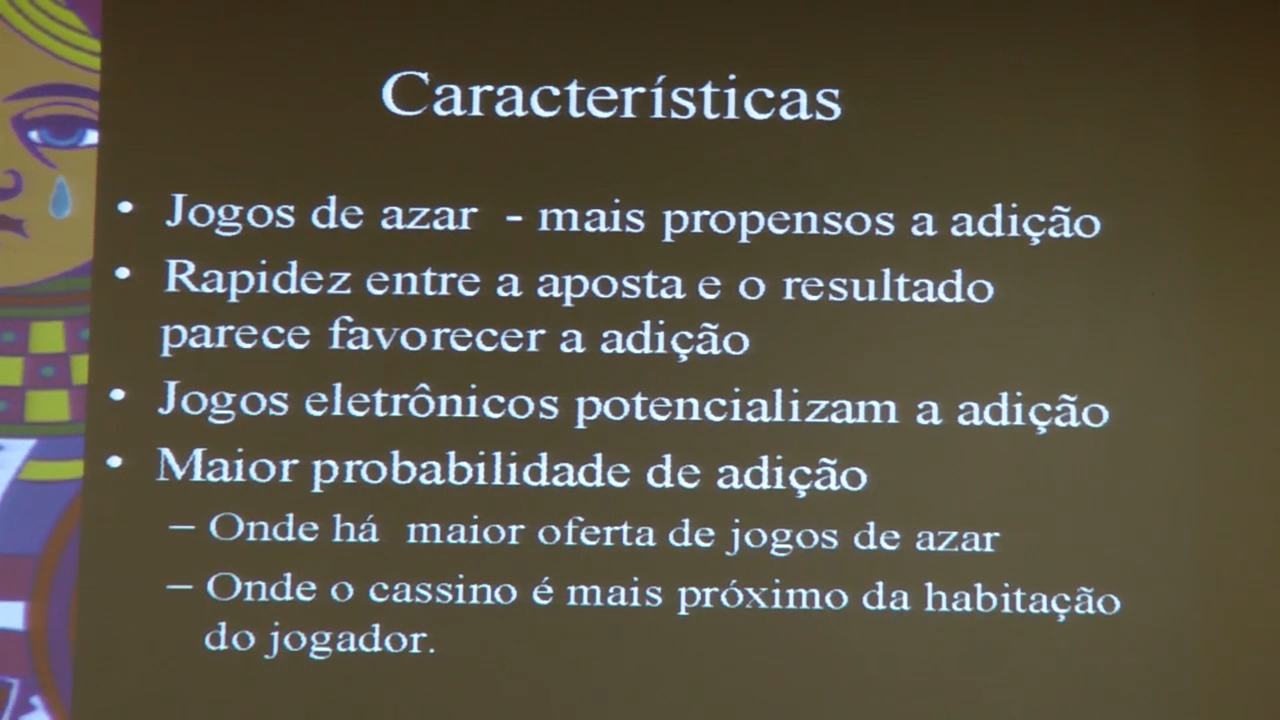 Características
• Jogos de azar - mais propensos a adição
• Rapidez entre a aposta e o resultado
parece favorecer a adição
• Jogos eletrônicos potencializam a adição
• Maior probabilidade de adição
– Onde há maior oferta de jogos de azar
– Onde o cassino é mais próximo da habitação
do jogador.